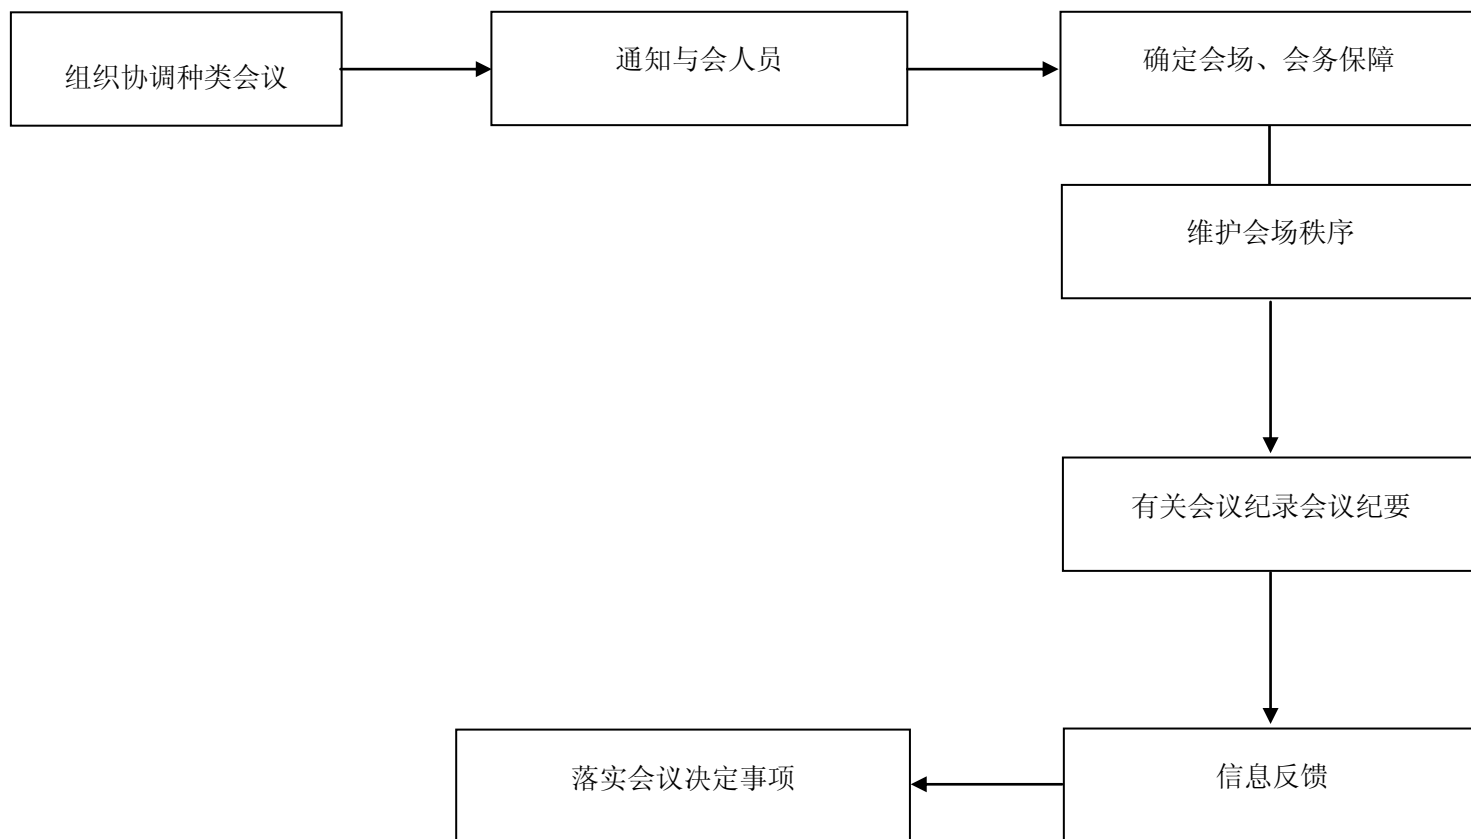 组织协调种类会议
通知与会人员
确定会场、会务保障
维护会场秩序
有关会议纪录会议纪要
信息反馈
落实会议决定事项